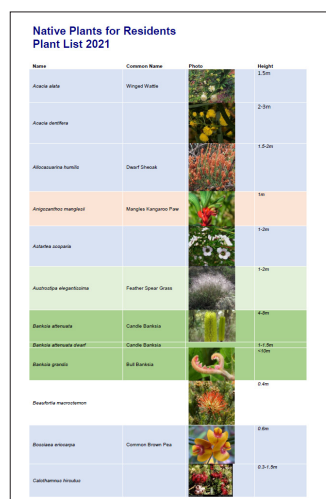 Native Plants for Residents
Plant List 2021
Name Common Name Photo Height
Acacia alata Winged Wattle 1.5m
Acacia dentifera 2-3m
Allocasuarina humilis Dwarf Sheoak 1.5-2m
Anigozanthos manglesii Mangles Kangaroo Paw 1m
Astartea scoparia 1-2m
Austrostipa elegantissima Feather Spear Grass 1-2m
Banksia attenuata Candle Banksia 4-8m
Banksia attenuata dwarf Candle Banksia 1-1.5m
Banksia grandis Bull Banksia <10m
Beaufortia macrostemon 0.4m
Bossiaea eriocarpa Common Brown Pea 0.6m
Calothamnus hirsutus 0.3-1.5m